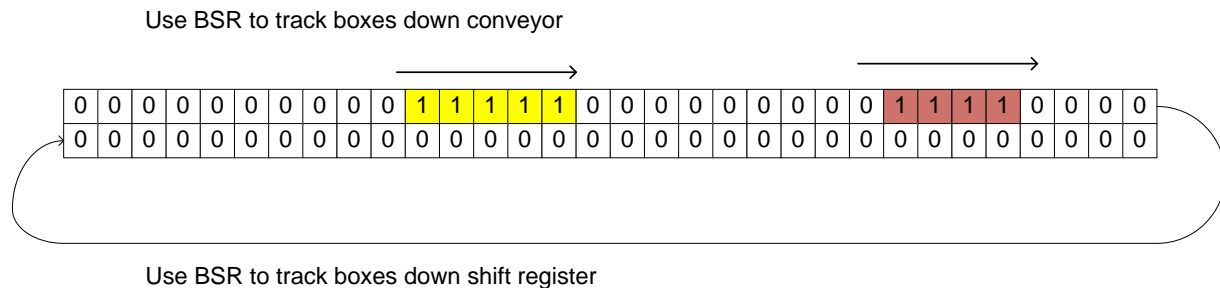 Use BSR to track boxes down conveyor
0 0 0 0 0 0 0 0 0 0 1 1 1 1 1 0 0 0 0 0 0 0 0 0 1 1 1 1 0 0 0 0
0 0 0 0 0 0 0 0 0 0 0 0 0 0 0 0 0 0 0 0 0 0 0 0 0 0 0 0 0 0 0 0
Use BSR to track boxes down shift register